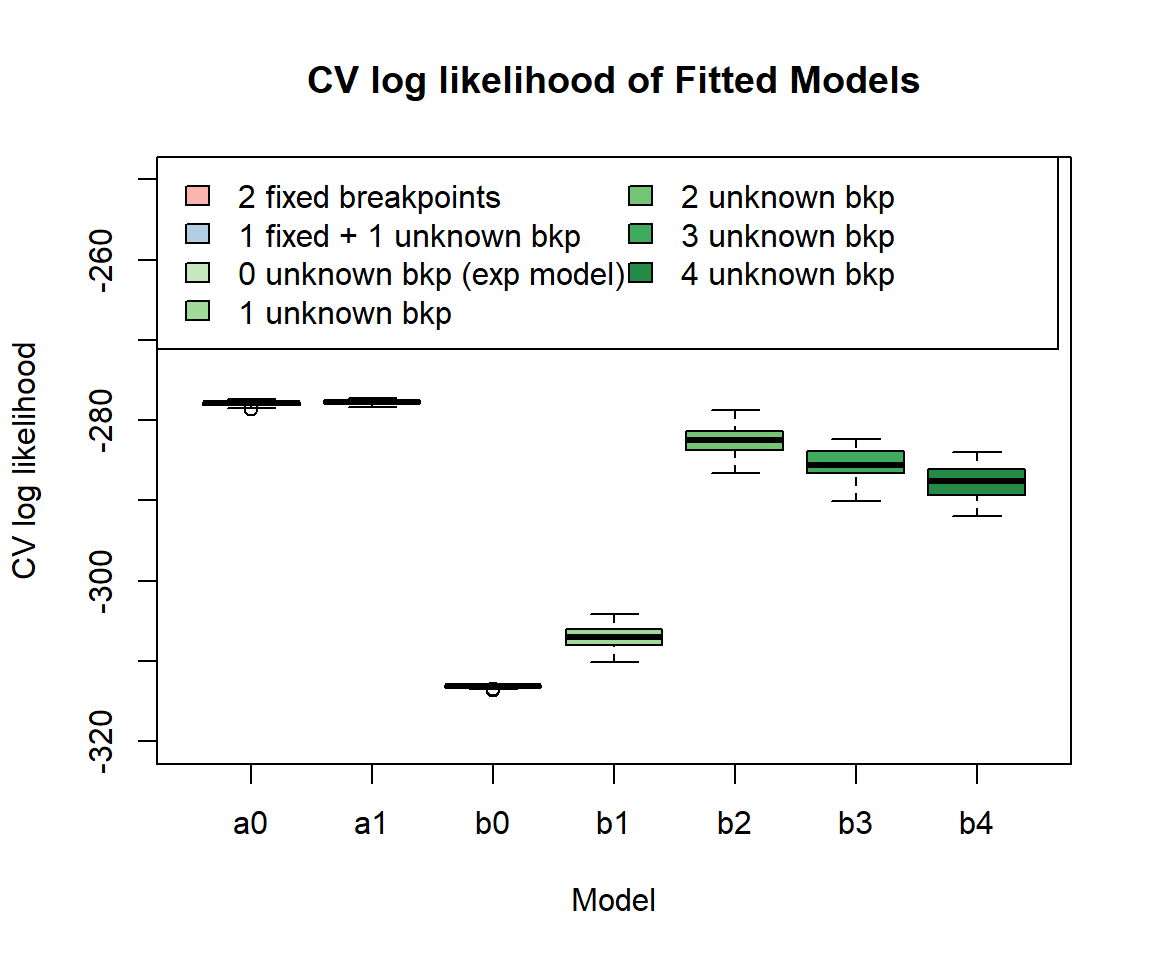 CV log likelihood of Fitted Models
2 fixed breakpoints
1 fixed + 1 unknown bkp
0 unknown bkp (exp model)
1 unknown bkp
2 unknown bkp
3 unknown bkp
4 unknown bkp
CV log likelihood
-260
-280
-300
-320
a0 a1 b0 b1 b2 b3 b4
Model